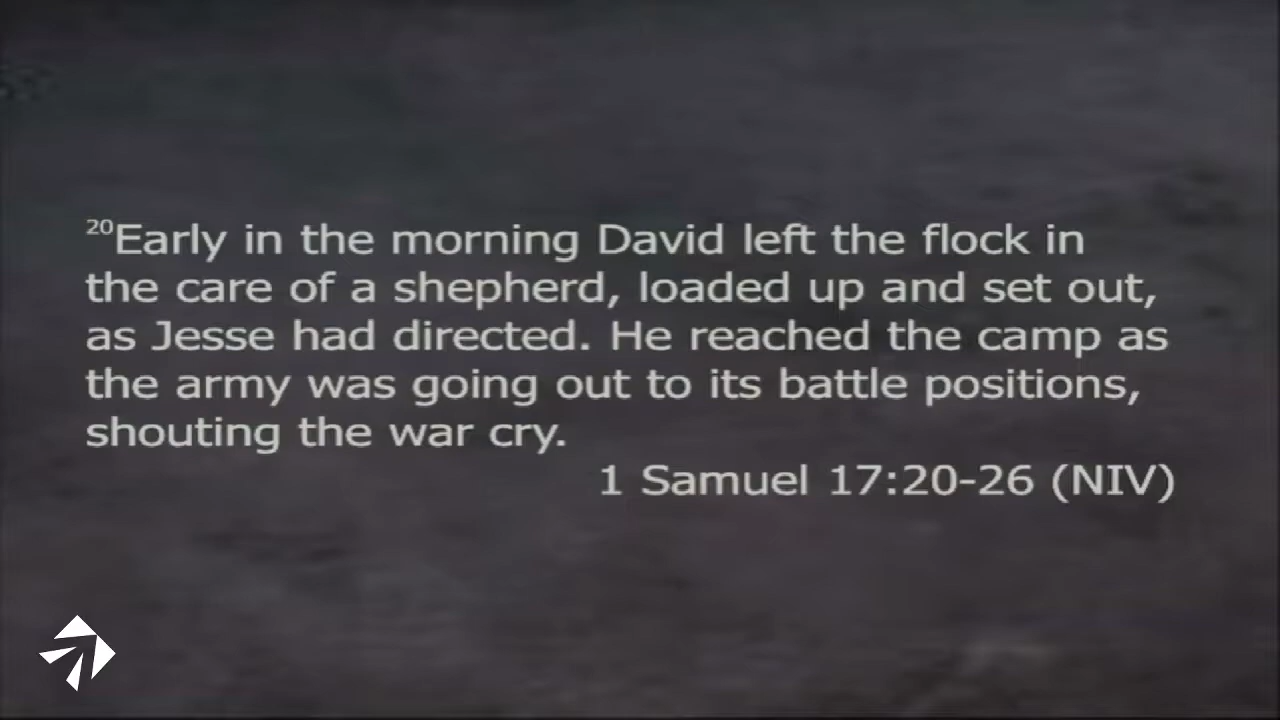 20Early in the morning David left the flock in
the care of a shepherd, loaded up and set out,
as Jesse had directed. He reached the camp as
the army was going out to its battle positions,
shouting the war cry.
1 Samuel 17:20-26 (NIV)